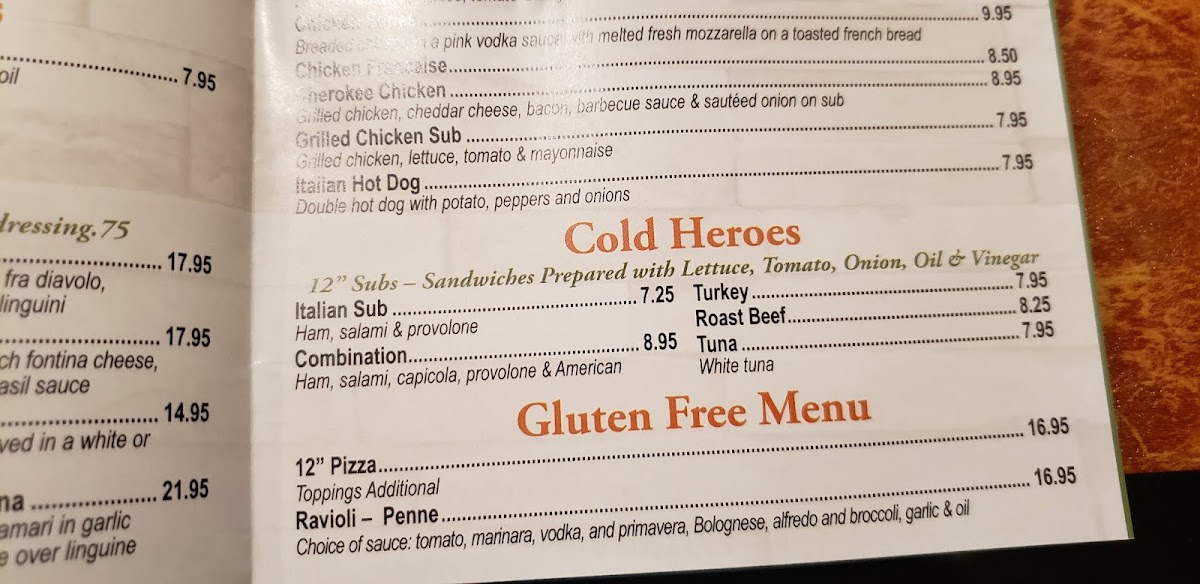 oil
7.95
dressing.75
17.95
fra diavolo,
linguini
17.95
fontina cheese,
sauce
14.95
in a white or
21.95
in garlic
over linguine
Chicken 9.95
Breaded a pink vodka sauce with melted fresh mozzarella on a toasted french bread
Chicken Francaise 8.50
Cherokee Chicken 8.95
Grilled chicken, cheddar cheese, bacon, barbecue sauce & sautéed onion on sub
Grilled Chicken Sub 7.95
Grilled chicken, lettuce, tomato & mayonnaise
Italian Hot Dog 7.95
Double hot dog with potato, peppers and onions
Cold Heroes
12” Subs – Sandwiches Prepared with Lettuce, Tomato, Onion, Oil & Vinegar
Italian Sub 7.25
Ham, salami & provolone
Combination 8.95
Ham, salami, capicola, provolone & American
Turkey 7.95
Roast Beef 8.25
Tuna 7.95
White tuna
Gluten Free Menu
12” Pizza 16.95
Toppings Additional
Ravioli – Penne 16.95
Choice of sauce: tomato, marinara, vodka, and primavera, Bolognese, alfredo and broccoli, garlic & oil